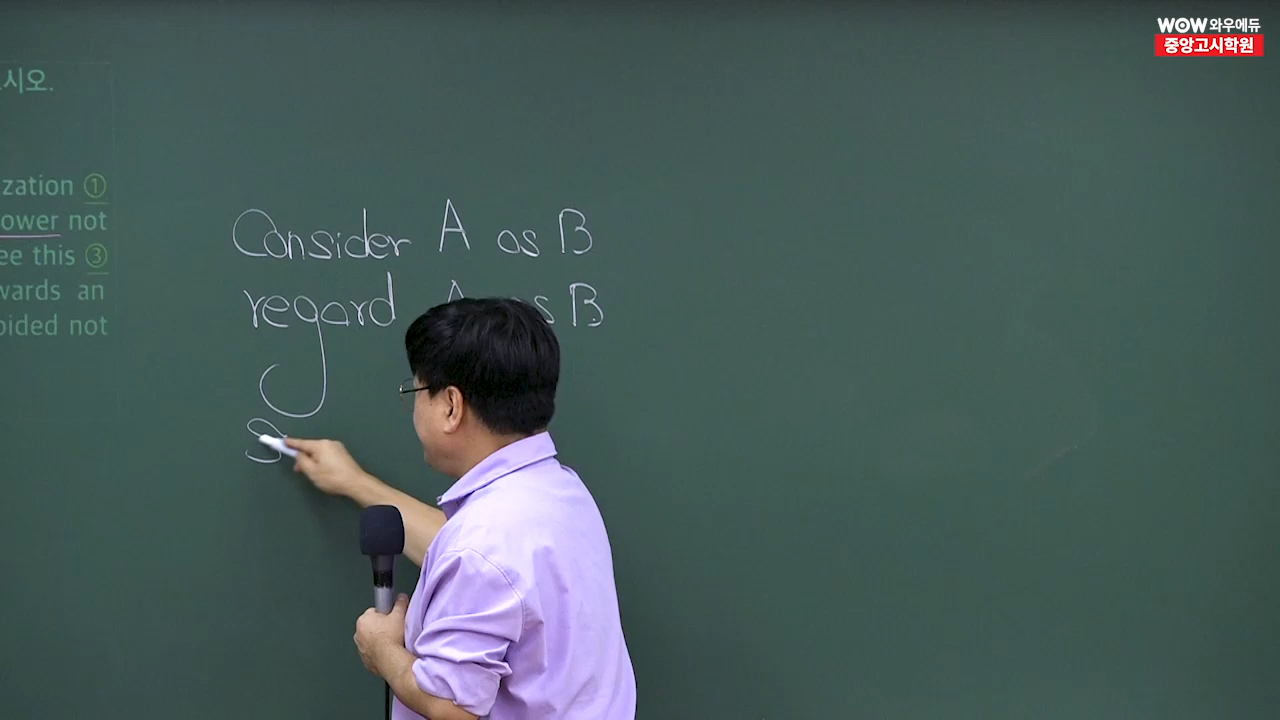 WOW 와우에듀
중앙고시학원
시오.
zation ①
ower not
ee this ③
wards an
oided not
Consider A as B
regard A as B
S